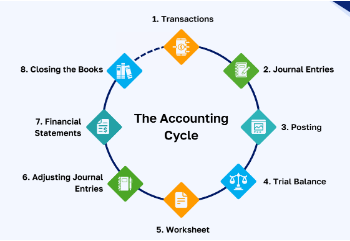 1. Transactions
2. Journal Entries
3. Posting
4. Trial Balance
5. Worksheet
6. Adjusting Journal
Entries
7. Financial
Statements
8. Closing the Books
The Accounting
Cycle